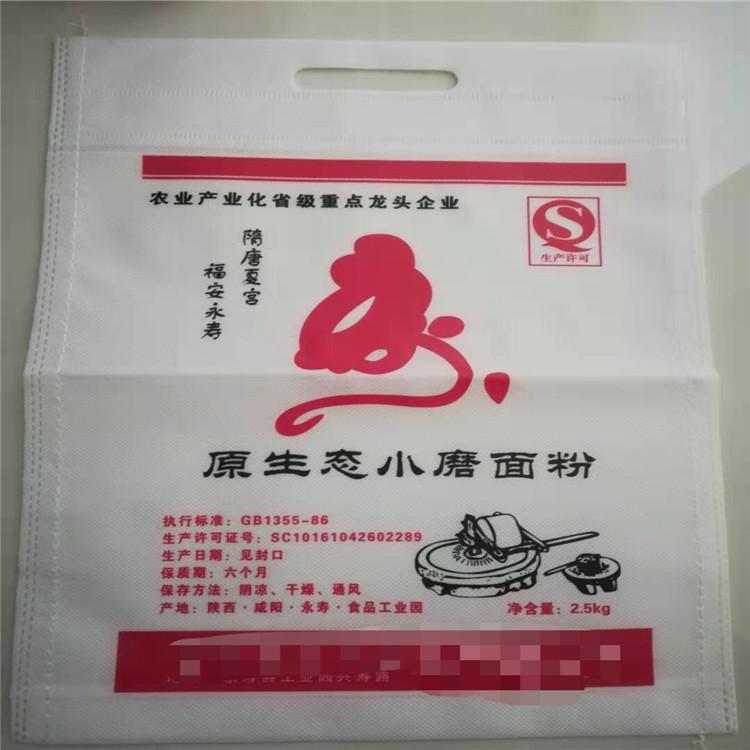 农业产业化省级重点龙头企业
生产许可
隋唐夏宫
福安永寿
原生态小磨面粉
执行标准：GB1355-86
生产许可证号：SC10161042602289
生产日期：见封口
保质期：六个月
保存方法：阴凉、干燥、通风
产地：陕西·咸阳·永寿·食品工业园
净含量：2.5kg